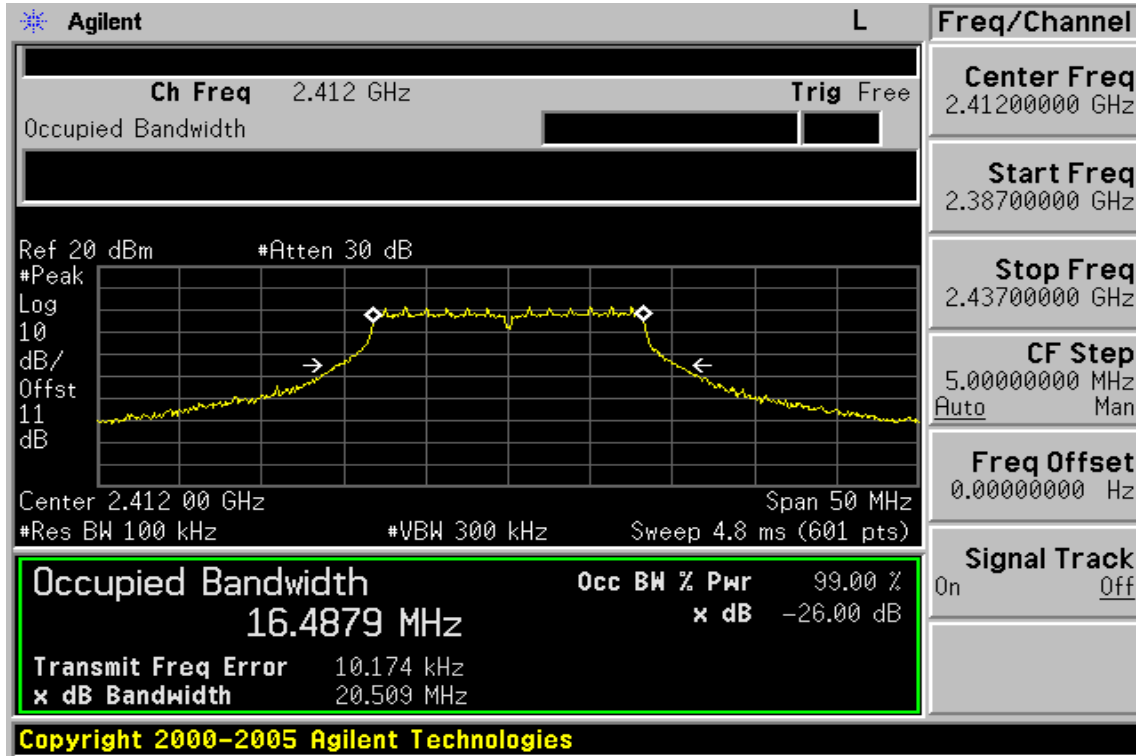 Agilent L Freq/Channel
Ch Freq 2.412 GHz Trig Free
Occupied Bandwidth
Center Freq
2.41200000 GHz
Start Freq
2.38700000 GHz
Stop Freq
2.43700000 GHz
CF Step
5.00000000 MHz
Auto Man
Freq Offset
0.00000000 Hz
Signal Track
On Off
Ref 20 dBm #Atten 30 dB
#Peak
Log
10
dB/
Offst
11
dB
Center 2.412 00 GHz Span 50 MHz
#Res BW 100 kHz #VBW 300 kHz Sweep 4.8 ms (601 pts)
Occupied Bandwidth
16.4879 MHz
Occ BW % Pwr 99.00 %
x dB -26.00 dB
Transmit Freq Error 10.174 kHz
x dB Bandwidth 20.509 MHz
Copyright 2000-2005 Agilent Technologies